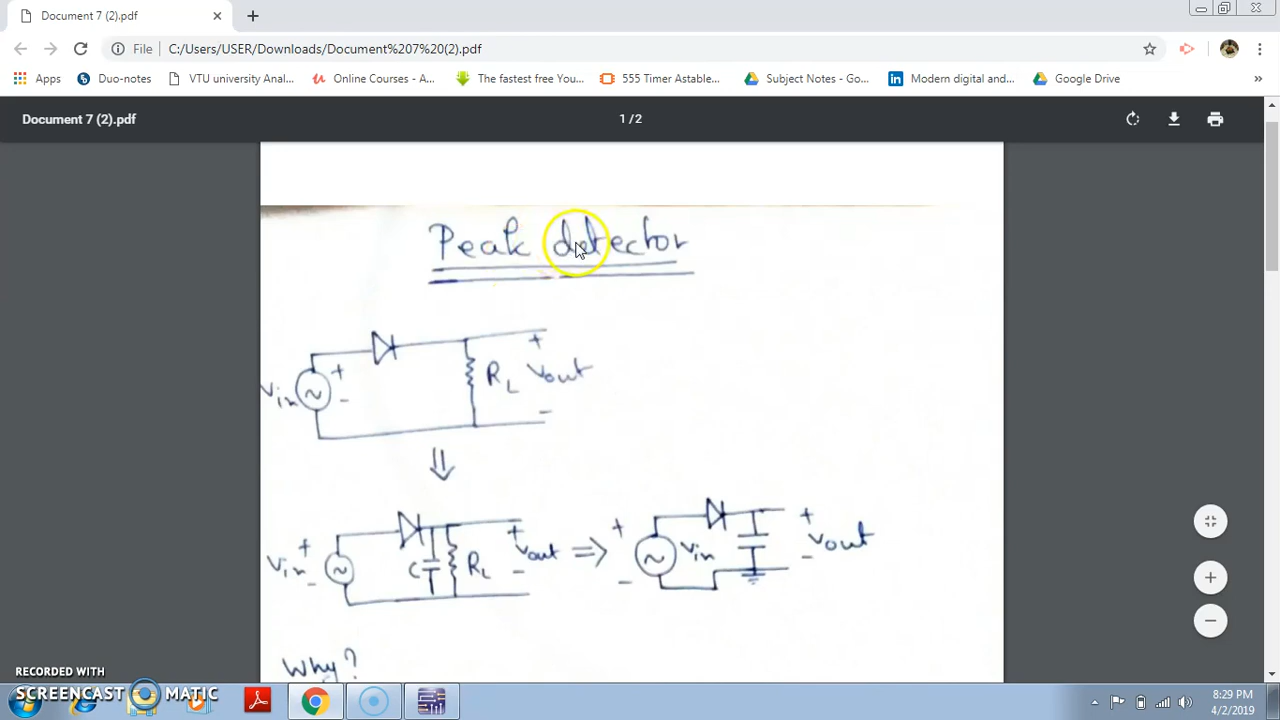 Document 7 (2).pdf
File C:/Users/USER/Downloads/Document%207%20(2).pdf
Apps Duo-notes VTU university Anal... Online Courses - A... The fastest free You... 555 Timer Astable... Subject Notes - Go... Modern digital and... Google Drive »
Document 7 (2).pdf 1 / 2
Peak detector
Vin + - RL + Vout -
⇓
Vin + - C RL + Vout - ⇒ + - Vin + Vout -
Why?
RECORDED WITH
SCREENCAST MATIC
8:29 PM
4/2/2019